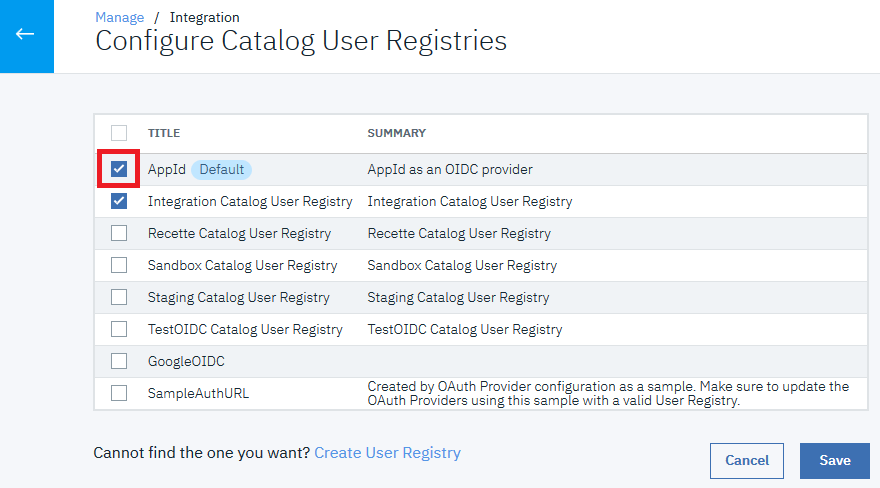 Manage / Integration
Configure Catalog User Registries
TITLE SUMMARY
AppId Default AppId as an OIDC provider
Integration Catalog User Registry Integration Catalog User Registry
Recette Catalog User Registry Recette Catalog User Registry
Sandbox Catalog User Registry Sandbox Catalog User Registry
Staging Catalog User Registry Staging Catalog User Registry
TestOIDC Catalog User Registry TestOIDC Catalog User Registry
GoogleOIDC
SampleAuthURL Created by OAuth Provider configuration as a sample. Make sure to update the
OAuth Providers using this sample with a valid User Registry.
Cannot find the one you want? Create User Registry
Cancel Save